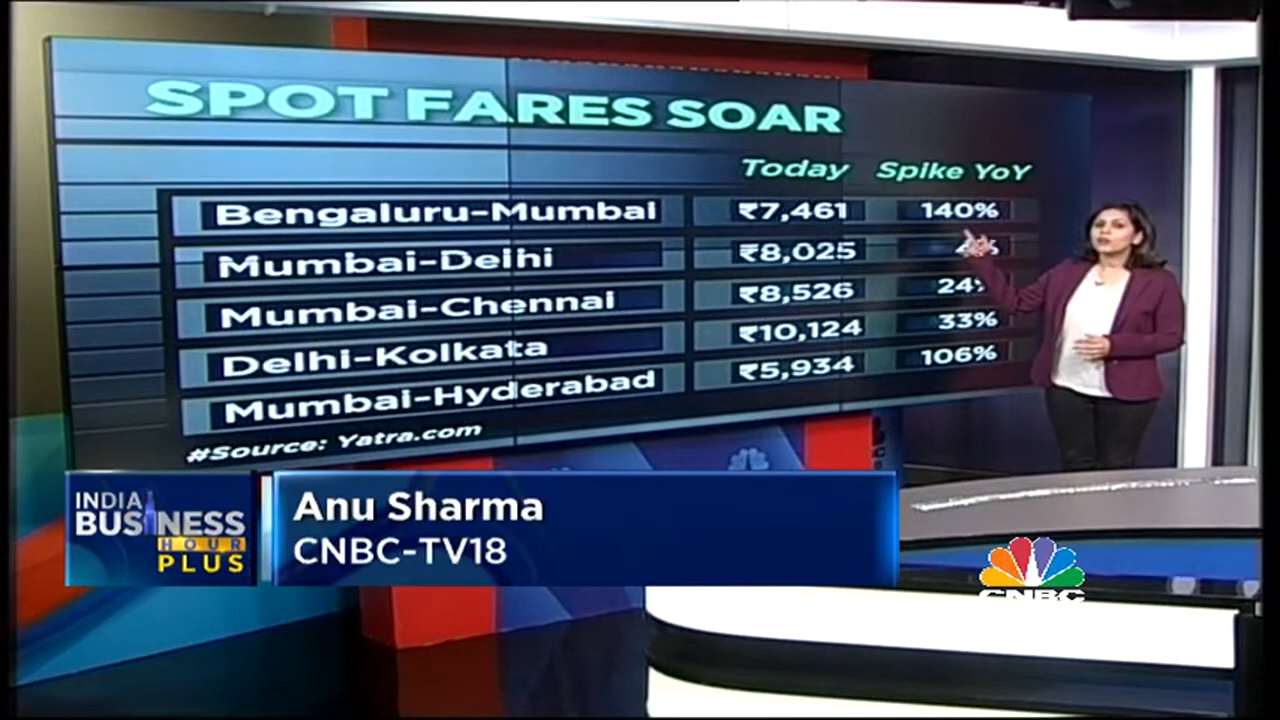 SPOT FARES SOAR
Today Spike YoY
Bengaluru-Mumbai ₹7,461 140%
Mumbai-Delhi ₹8,025
Mumbai-Chennai ₹8,526 24%
Delhi-Kolkata ₹10,124 33%
Mumbai-Hyderabad ₹5,934 106%
#Source: Yatra.com
INDIA
BUSINESS
HOUR
PLUS
Anu Sharma
CNBC-TV18
CNBC